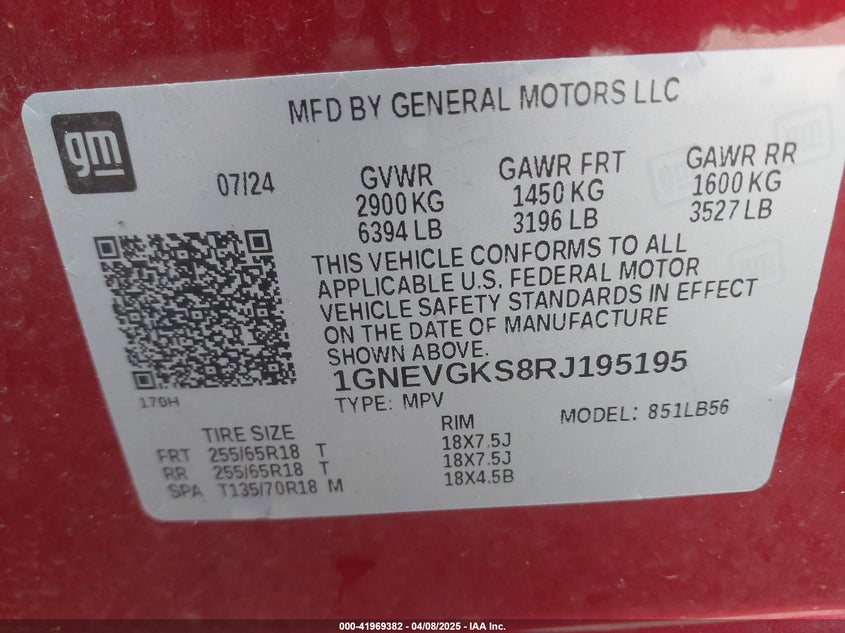 MFD BY GENERAL MOTORS LLC
gm
07/24
GVWR
2900 KG
6394 LB
GAWR FRT
1450 KG
3196 LB
GAWR RR
1600 KG
3527 LB
THIS VEHICLE CONFORMS TO ALL
APPLICABLE U.S. FEDERAL MOTOR
VEHICLE SAFETY STANDARDS IN EFFECT
ON THE DATE OF MANUFACTURE
SHOWN ABOVE.
1GNEVGKS8RJ195195
170H
TYPE: MPV
MODEL: 851LB56
TIRE SIZE
RIM
FRT 255/65R18 T 18X7.5J
RR 255/65R18 T 18X7.5J
SPA T135/70R18 M 18X4.5B
000-41969382 - 04/08/2025 - IAA Inc.